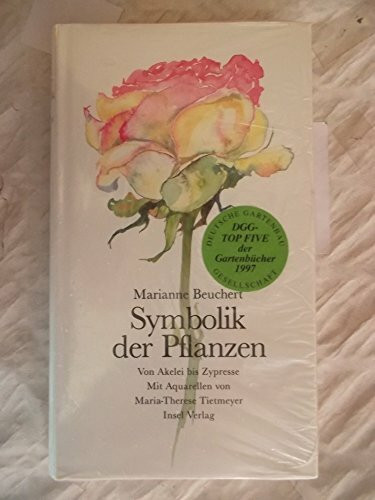 DEUTSCHE GARTENBAU
DGG-
TOP FIVE
der
Gartenbücher
1997
GESELLSCHAFT
Marianne Beuchert
Symbolik
der Pflanzen
Von Akelei bis Zypresse
Mit Aquarellen von
Maria-Therese Tietmeyer
Insel Verlag